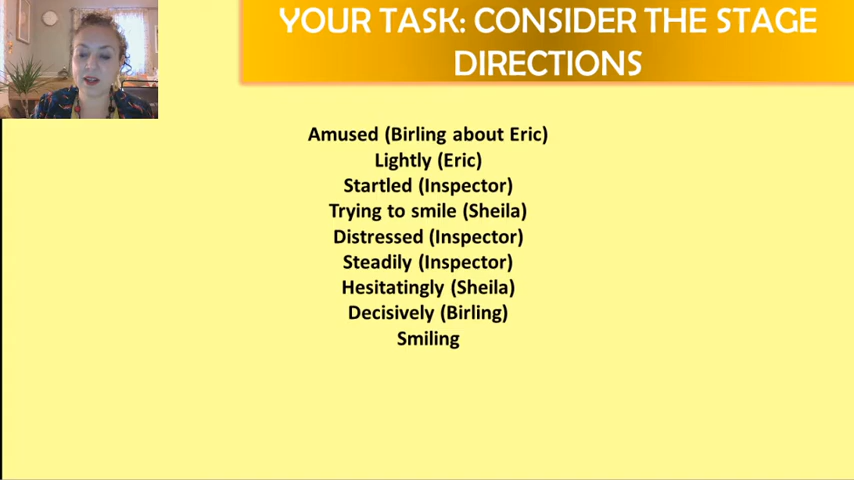 YOUR TASK: CONSIDER THE STAGE
DIRECTIONS
Amused (Birling about Eric)
Lightly (Eric)
Startled (Inspector)
Trying to smile (Sheila)
Distressed (Inspector)
Steadily (Inspector)
Hesitatingly (Sheila)
Decisively (Birling)
Smiling